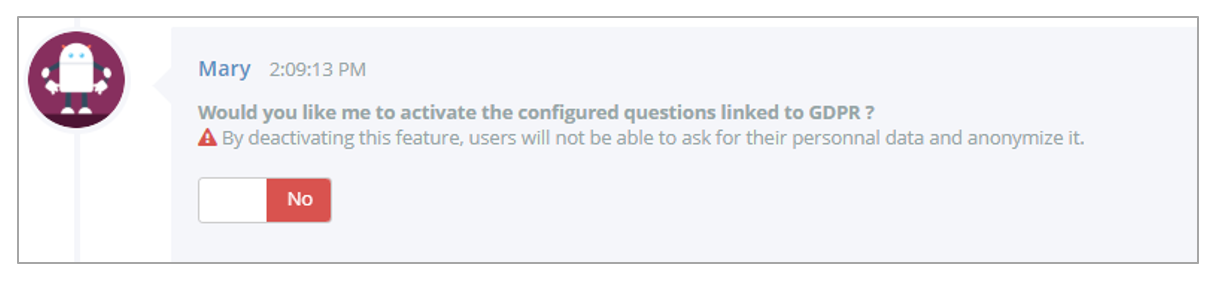 Mary 2:09:13 PM
Would you like me to activate the configured questions linked to GDPR ?
By deactivating this feature, users will not be able to ask for their personnal data and anonymize it.
No